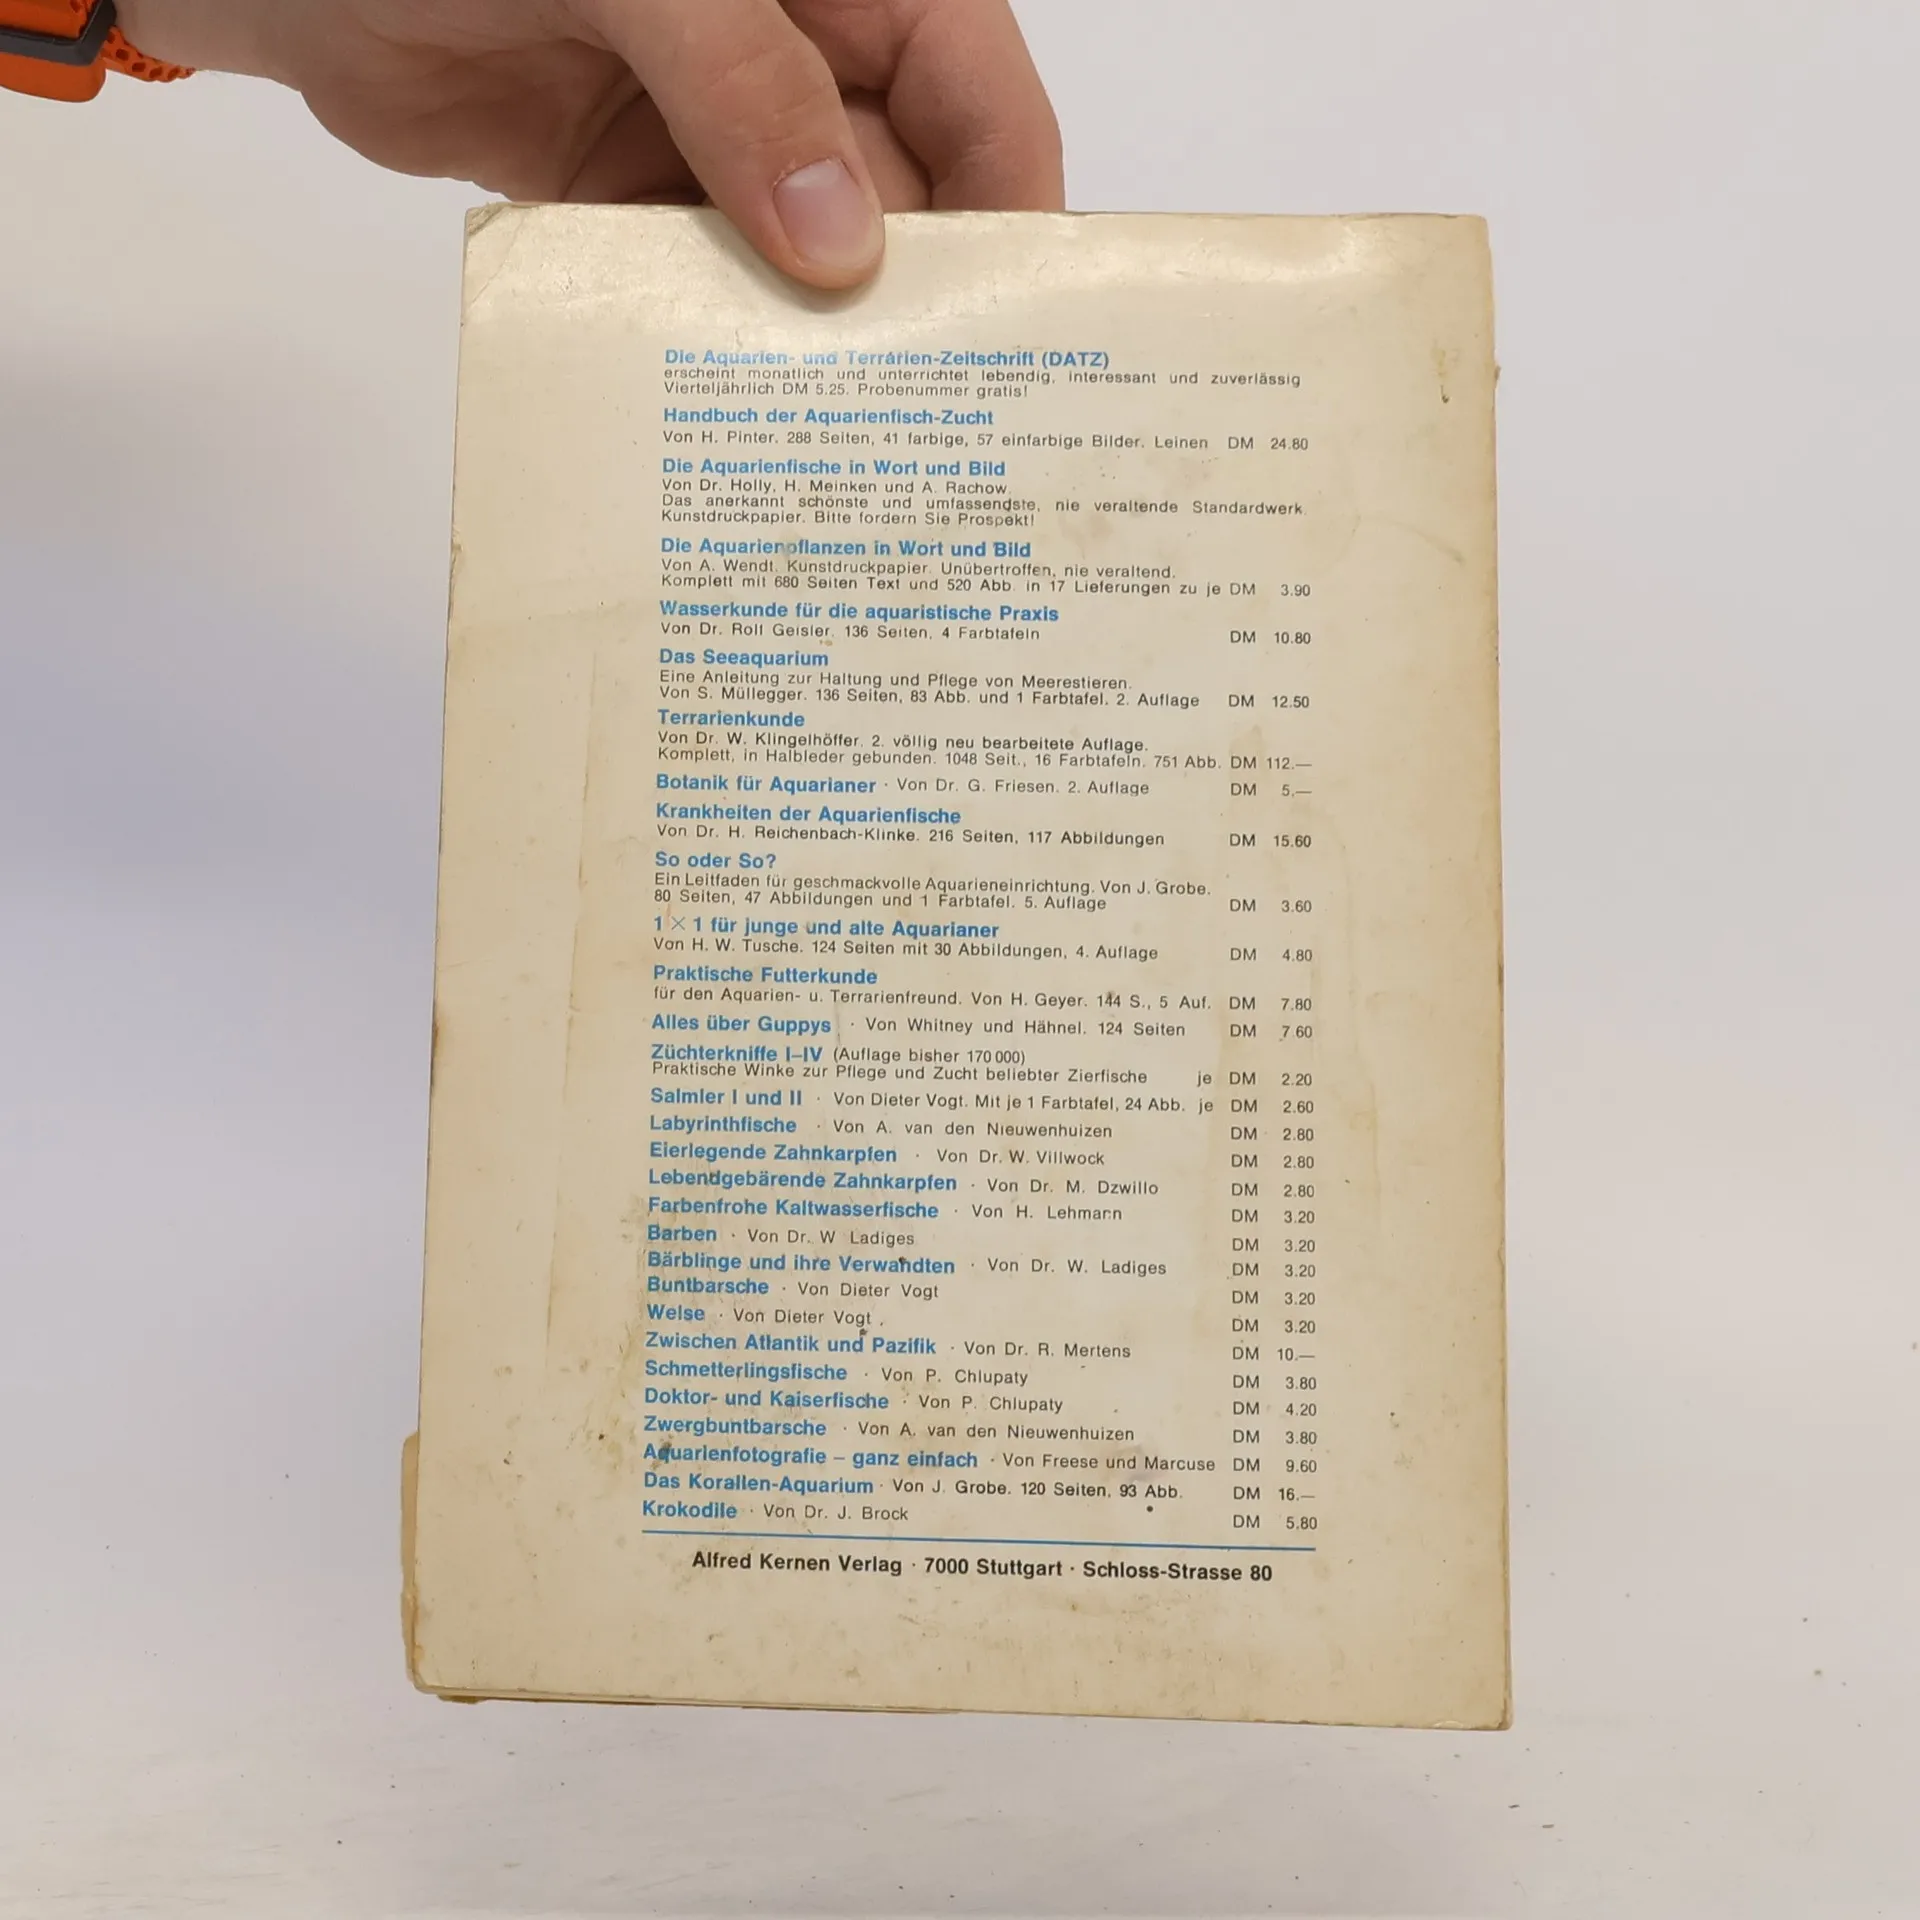 Die Aquarien- und Terrarien-Zeitschrift (DATZ)
erscheint monatlich und unterrichtet lebendig, interessant und zuverlässig
Vierteljährlich DM 5.25. Probenummer gratis!
Handbuch der Aquarienfisch-Zucht
Von H. Pinter. 288 Seiten, 41 farbige, 57 einfarbige Bilder. Leinen DM 24.80
Die Aquarienfische in Wort und Bild
Von Dr. Holly, H. Meinken und A. Rachow.
Das anerkannt schönste und umfassendste, nie veraltende Standardwerk.
Kunstdruckpapier. Bitte fordern Sie Prospekt!
Die Aquarienpflanzen in Wort und Bild
Von A. Wendt. Kunstdruckpapier. Unübertroffen, nie veraltend.
Komplett mit 680 Seiten Text und 520 Abb. in 17 Lieferungen zu je DM 3.90
Wasserkunde für die aquaristische Praxis
Von Dr. Rolf Geisler. 136 Seiten, 4 Farbtafeln DM 10.80
Das Seeaquarium
Eine Anleitung zur Haltung und Pflege von Meerestieren.
Von S. Müllegger. 136 Seiten, 83 Abb. und 1 Farbtafel. 2. Auflage DM 12.50
Terrarienkunde
Von Dr. W. Klingelhöffer. 2. völlig neu bearbeitete Auflage.
Komplett, in Halbleder gebunden. 1048 Seit., 16 Farbtafeln. 751 Abb. DM 112.—
Botanik für Aquarianer · Von Dr. G. Friesen. 2. Auflage DM 5.—
Krankheiten der Aquarienfische
Von Dr. H. Reichenbach-Klinke. 216 Seiten, 117 Abbildungen DM 15.60
So oder So?
Ein Leitfaden für geschmackvolle Aquarieneinrichtung. Von J. Grobe.
80 Seiten, 47 Abbildungen und 1 Farbtafel. 5. Auflage DM 3.60
1 × 1 für junge und alte Aquarianer
Von H. W. Tusche. 124 Seiten mit 30 Abbildungen, 4. Auflage DM 4.80
Praktische Futterkunde
für den Aquarien- u. Terrarienfreund. Von H. Geyer. 144 S., 5 Auf. DM 7.80
Alles über Guppys · Von Whitney und Hähnel. 124 Seiten DM 7.60
Züchterkniffe I–IV (Auflage bisher 170 000)
Praktische Winke zur Pflege und Zucht beliebter Zierfische je DM 2.20
Salmler I und II · Von Dieter Vogt. Mit je 1 Farbtafel, 24 Abb. je DM 2.60
Labyrinthfische · Von A. van den Nieuwenhuizen DM 2.80
Eierlegende Zahnkarpfen · Von Dr. W. Villwock DM 2.80
Lebendgebärende Zahnkarpfen · Von Dr. M. Dzwillo DM 2.80
Farbenfrohe Kaltwasserfische · Von H. Lehmann DM 3.20
Barben · Von Dr. W Ladiges DM 3.20
Bärblinge und ihre Verwandten · Von Dr. W. Ladiges DM 3.20
Buntbarsche · Von Dieter Vogt DM 3.20
Welse · Von Dieter Vogt DM 3.20
Zwischen Atlantik und Pazifik · Von Dr. R. Mertens DM 10.—
Schmetterlingsfische · Von P. Chlupaty DM 3.80
Doktor- und Kaiserfische · Von P. Chlupaty DM 4.20
Zwergbuntbarsche · Von A. van den Nieuwenhuizen DM 3.80
Aquarienfotografie – ganz einfach · Von Freese und Marcuse DM 9.60
Das Korallen-Aquarium · Von J. Grobe. 120 Seiten, 93 Abb. DM 16.—
Krokodile · Von Dr. J. Brock DM 5.80
Alfred Kernen Verlag · 7000 Stuttgart · Schloss-Strasse 80